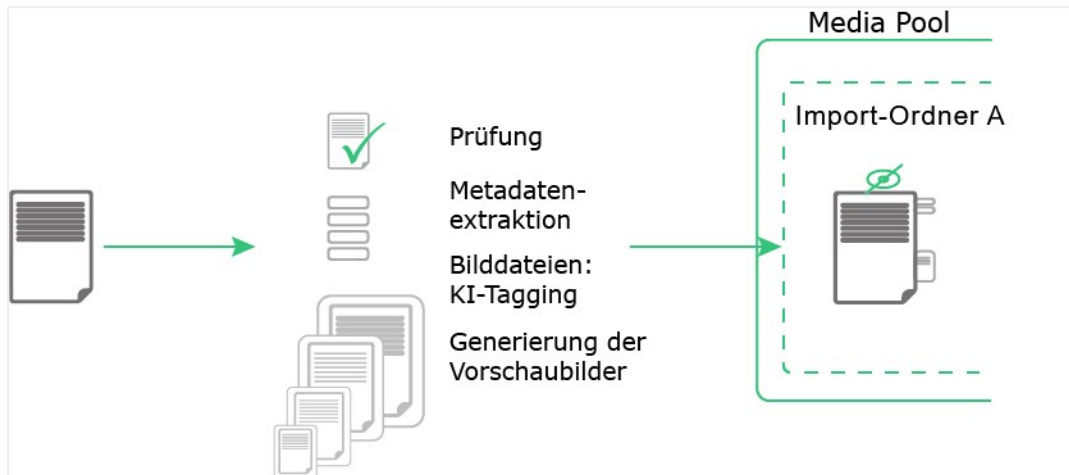 Media Pool
Import-Ordner A
Prüfung
Metadaten-
extraktion
Bilddateien:
KI-Tagging
Generierung der
Vorschaubilder